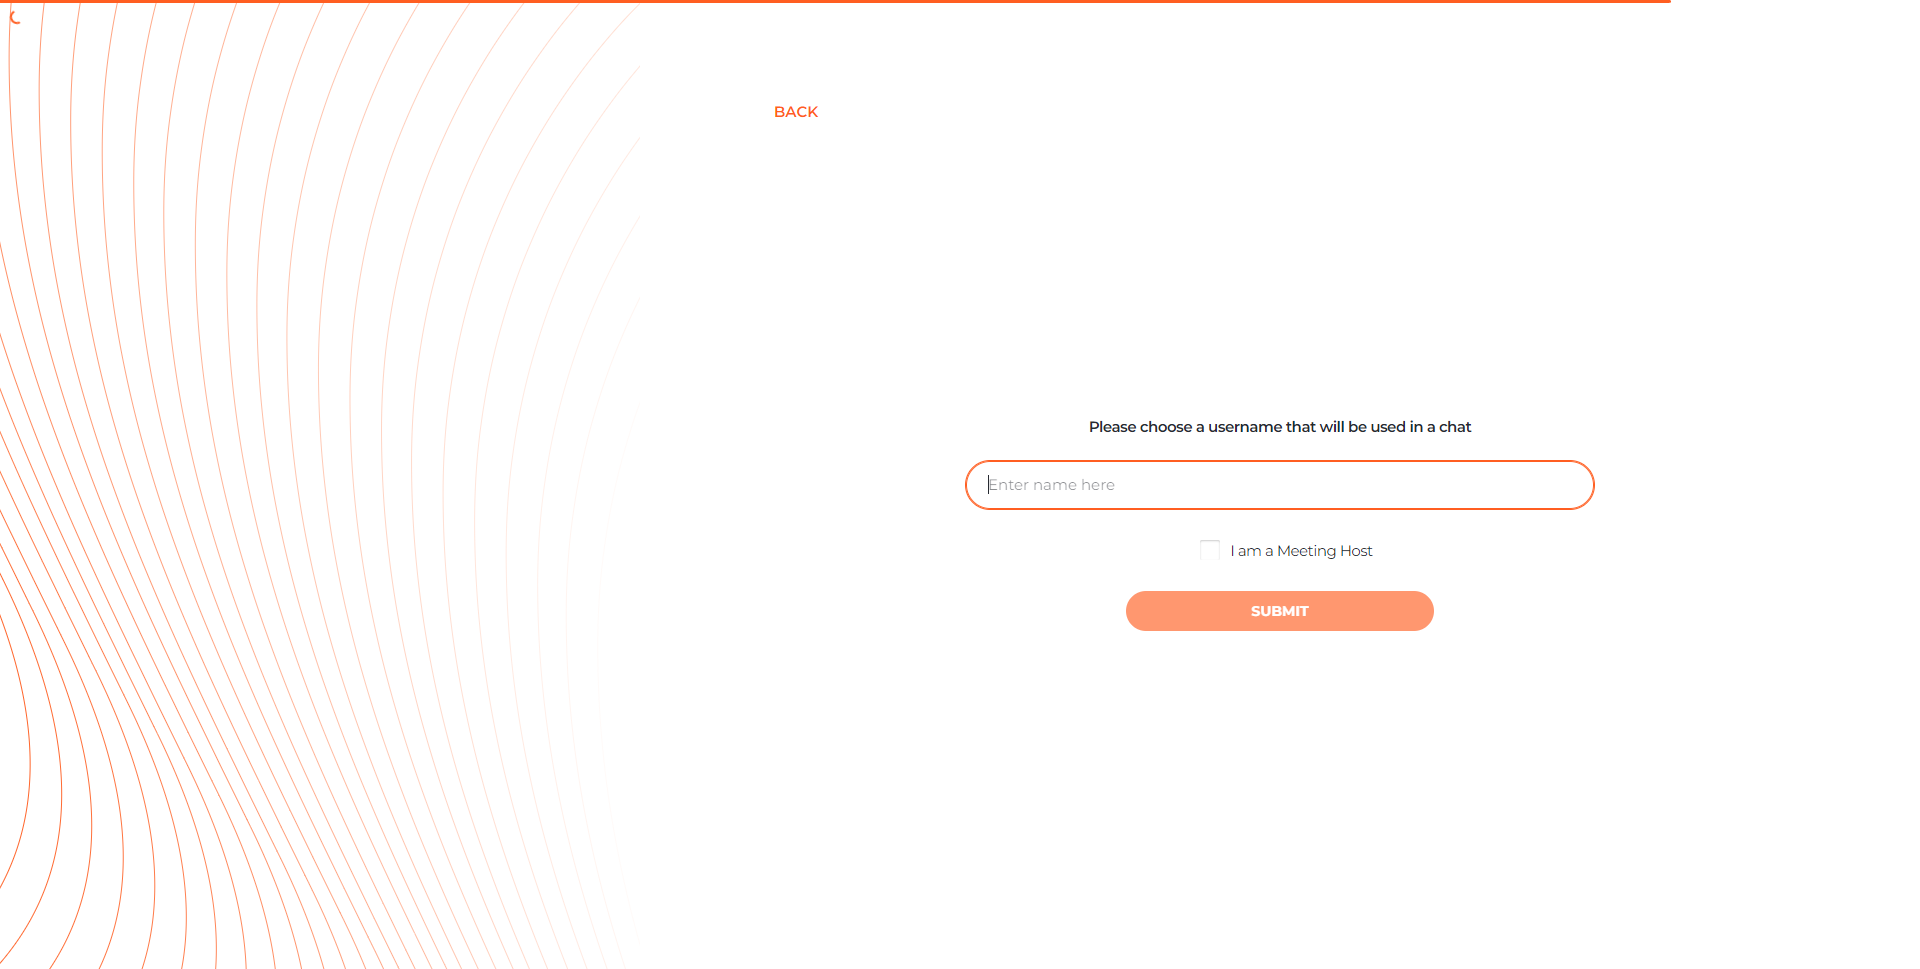 BACK
Please choose a username that will be used in a chat
Enter name here
I am a Meeting Host
SUBMIT